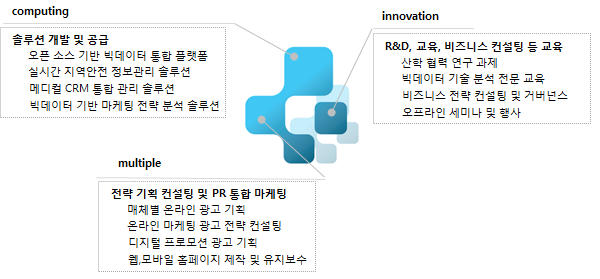 computing
솔루션 개발 및 공급
오픈 소스 기반 빅데이터 통합 플랫폼
실시간 지역안전 정보관리 솔루션
메디컬 CRM 통합 관리 솔루션
빅데이터 기반 마케팅 전략 분석 솔루션
innovation
R&D, 교육, 비즈니스 컨설팅 등 교육
산학 협력 연구 과제
빅데이터 기술 분석 전문 교육
비즈니스 전략 컨설팅 및 거버넌스
오프라인 세미나 및 행사
multiple
전략 기획 컨설팅 및 PR 통합 마케팅
매체별 온라인 광고 기획
온라인 마케팅 광고 전략 컨설팅
디지털 프로모션 광고 기획
웹,모바일 홈페이지 제작 및 유지보수